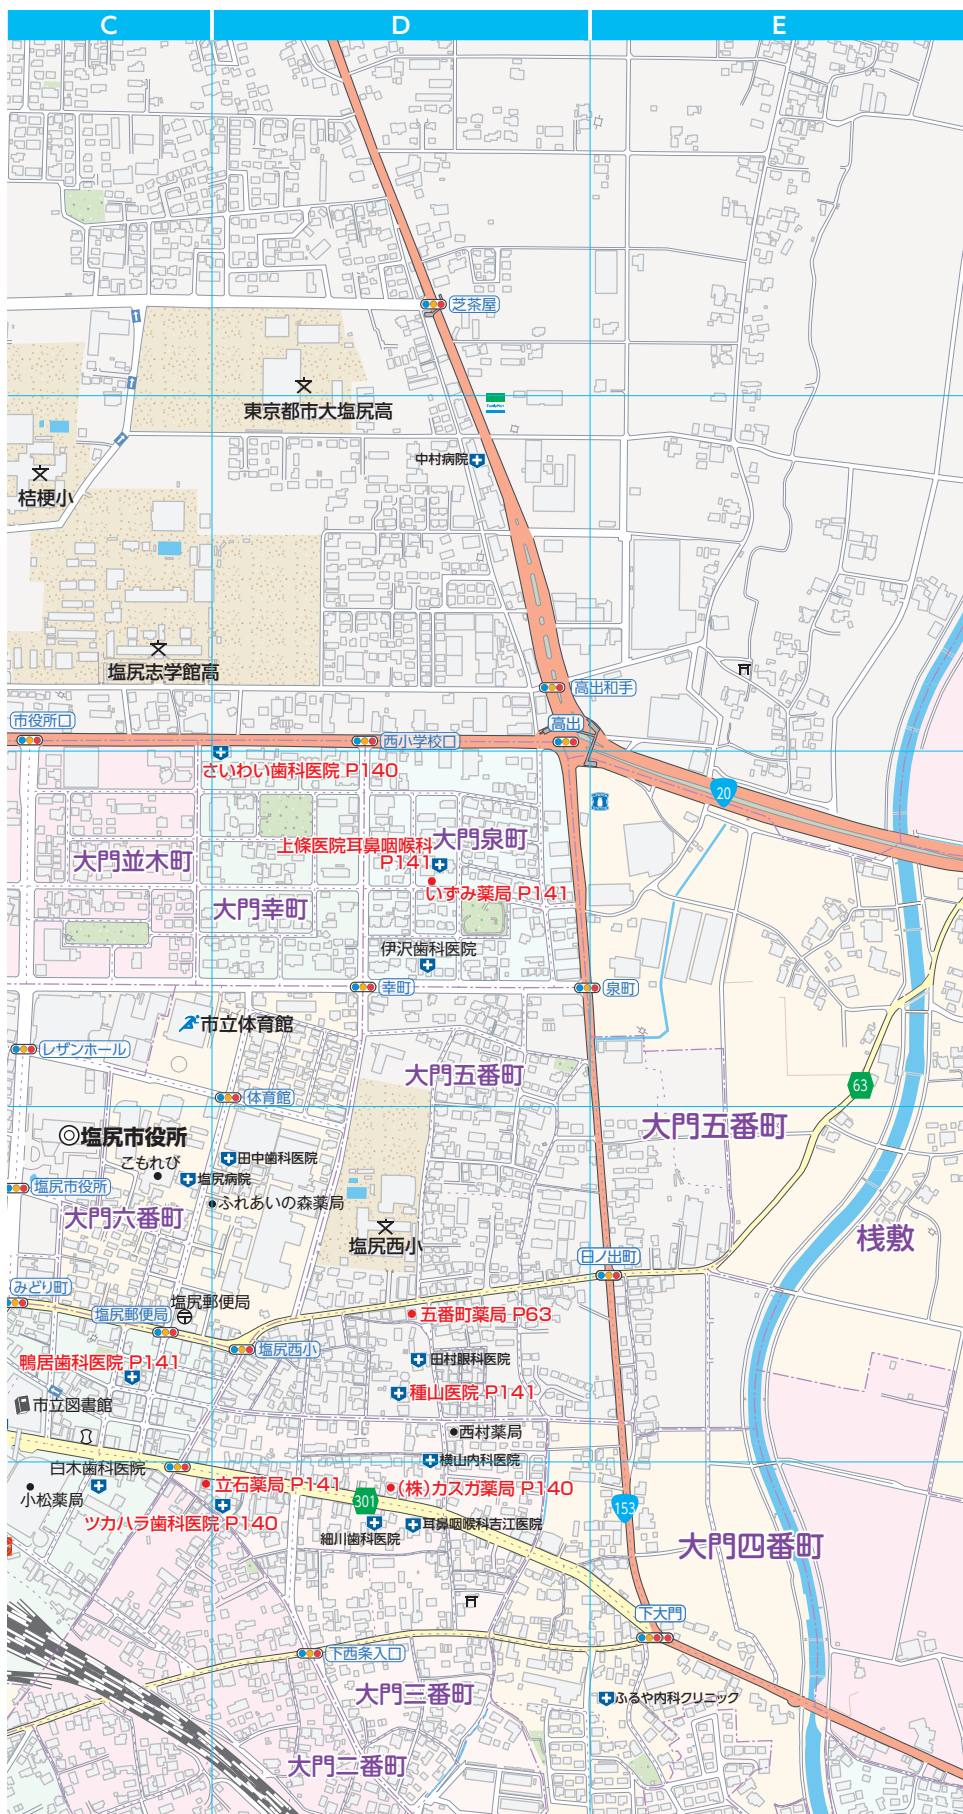 C D E
芝茶屋
東京都市大塩尻高
FamilyMart
中村病院
桔梗小
塩尻志学館高
高出和手
市役所口
高出
西小学校口
さいわい歯科医院 P140
20
上條医院耳鼻咽喉科
P141
大門泉町
大門並木町
いずみ薬局 P141
大門幸町
伊沢歯科医院
幸町
泉町
市立体育館
レザンホール
大門五番町
63
体育館
大門五番町
塩尻市役所
こもれび
田中歯科医院
塩尻病院
塩尻市役所
ふれあいの森薬局
大門六番町
塩尻西小
桟敷
日ノ出町
みどり町
塩尻郵便局
塩尻郵便局
五番町薬局 P63
塩尻西小
鴨居歯科医院 P141
田村眼科医院
種山医院 P141
市立図書館
西村薬局
横山内科医院
白木歯科医院
立石薬局 P141
(株)カスガ薬局 P140
小松薬局
301
153
ツカハラ歯科医院 P140
細川歯科医院
耳鼻咽喉科吉江医院
大門四番町
下大門
下西条入口
大門三番町
ふるや内科クリニック
大門二番町